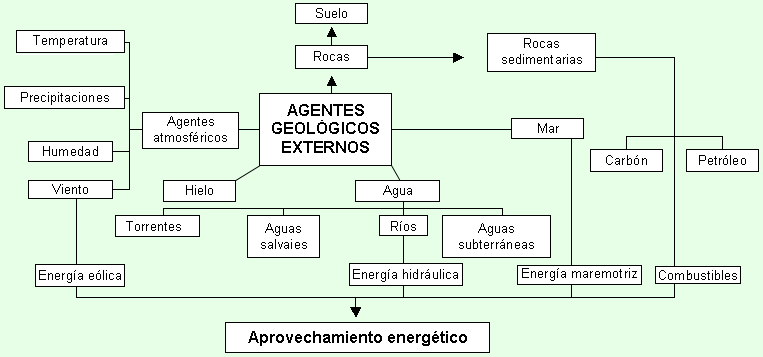 Suelo
Temperatura
Rocas
Rocas
sedimentarias
Precipitaciones
AGENTES
GEOLÓGICOS
EXTERNOS
Agentes
atmosféricos
Mar
Humedad
Carbón
Petróleo
Viento
Hielo
Agua
Torrentes
Aguas
salvaies
Ríos
Aguas
subterráneas
Energía eólica
Energía hidráulica
Energía maremotriz
Combustibles
Aprovechamiento energético